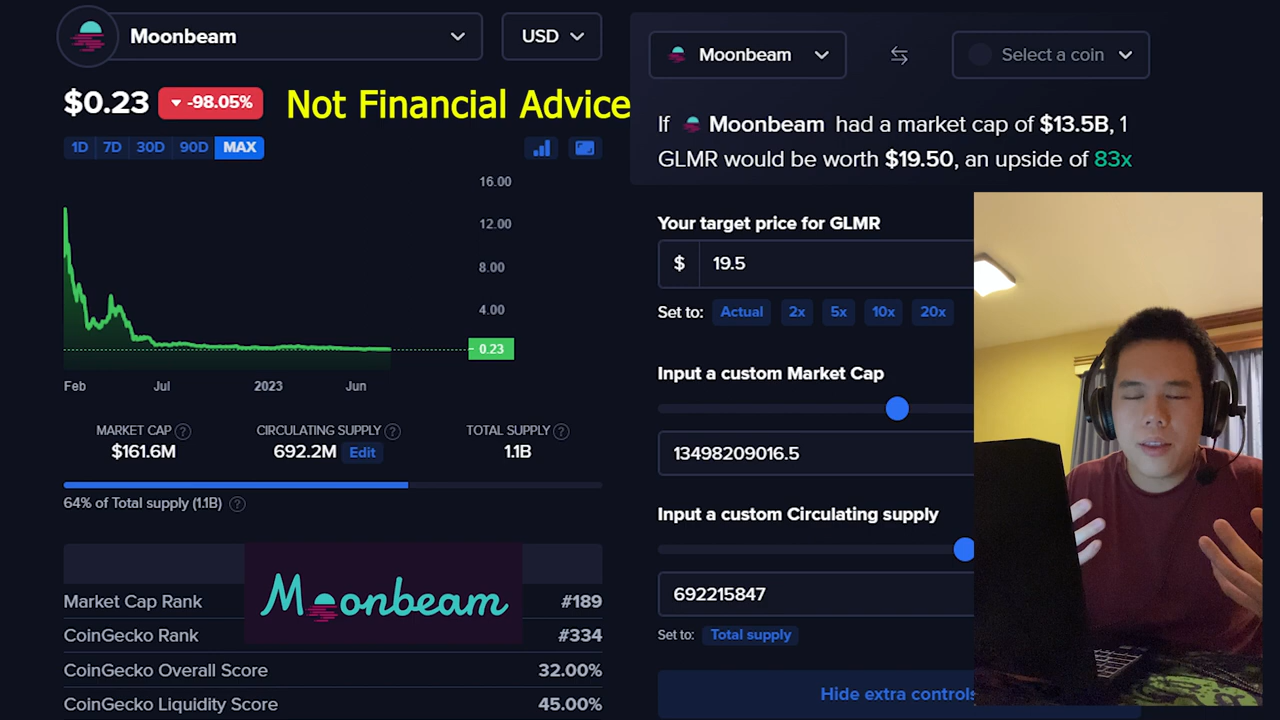 Moonbeam
USD
$0.23
-98.05%
Not Financial Advice
1D 7D 30D 90D MAX
16.00
12.00
8.00
4.00
0.23
Feb Jul 2023 Jun
MARKET CAP ? CIRCULATING SUPPLY ? TOTAL SUPPLY ?
$161.6M 692.2M Edit 1.1B
64% of Total supply (1.1B) ?
Moonbeam
Market Cap Rank #189
CoinGecko Rank #334
CoinGecko Overall Score 32.00%
CoinGecko Liquidity Score 45.00%
Moonbeam Select a coin
If Moonbeam had a market cap of $13.5B, 1
GLMR would be worth $19.50, an upside of 83x
Your target price for GLMR
$ 19.5
Set to: Actual 2x 5x 10x 20x
Input a custom Market Cap
13498209016.5
Input a custom Circulating supply
692215847
Set to: Total supply
Hide extra controls